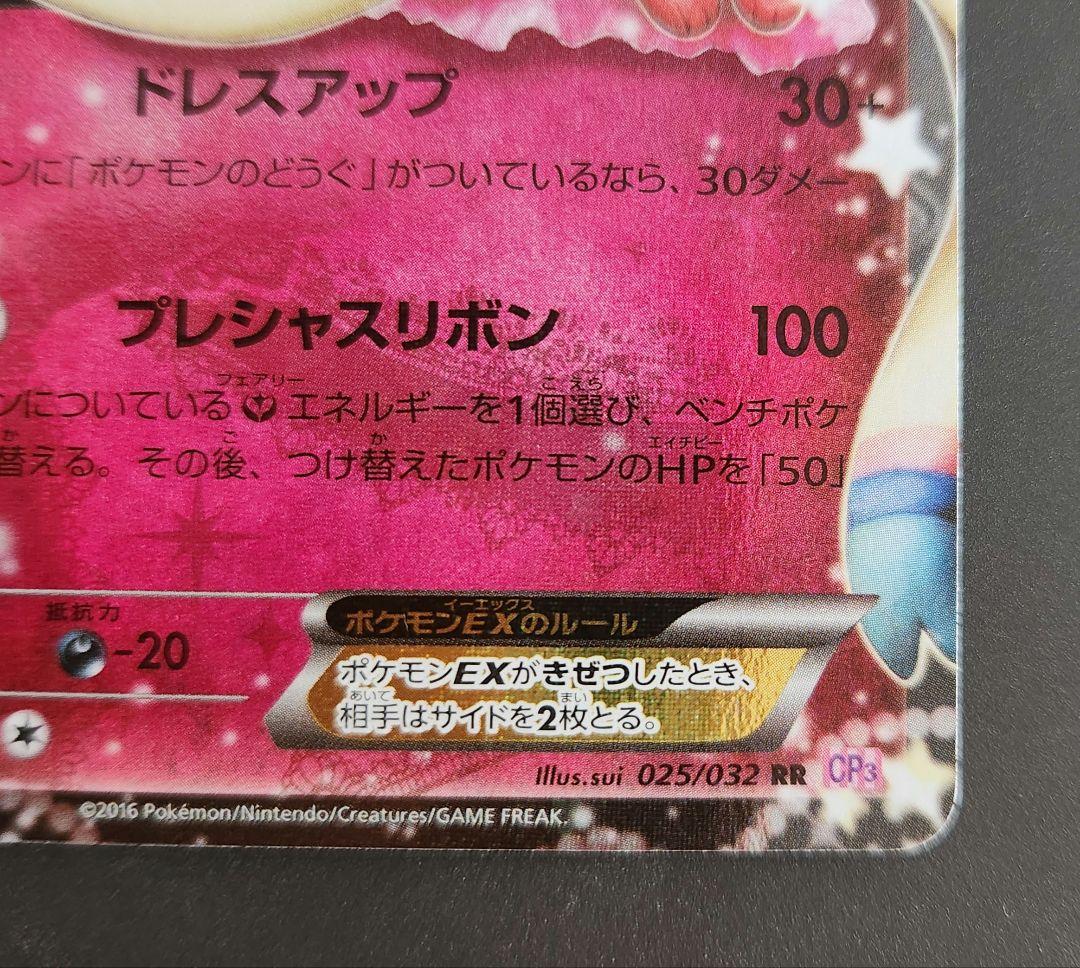 ドレスアップ 30+
ンに「ポケモンのどうぐ」がついているなら、30ダメー
プレシャスリボン 100
フェアリー こ えら
ンについている エネルギーを1個選び、ベンチポケ
か ご か エイチピー
替える。その後、つけ替えたポケモンのHPを「50」
抵抗力
-20
イーエックス
ポケモンEXのルール
ポケモンEXがきぜつしたとき、
あいて まい
相手はサイドを2枚とる。
Illus.sui 025/032 RR CP3
©2016 Pokémon/Nintendo/Creatures/GAME FREAK.